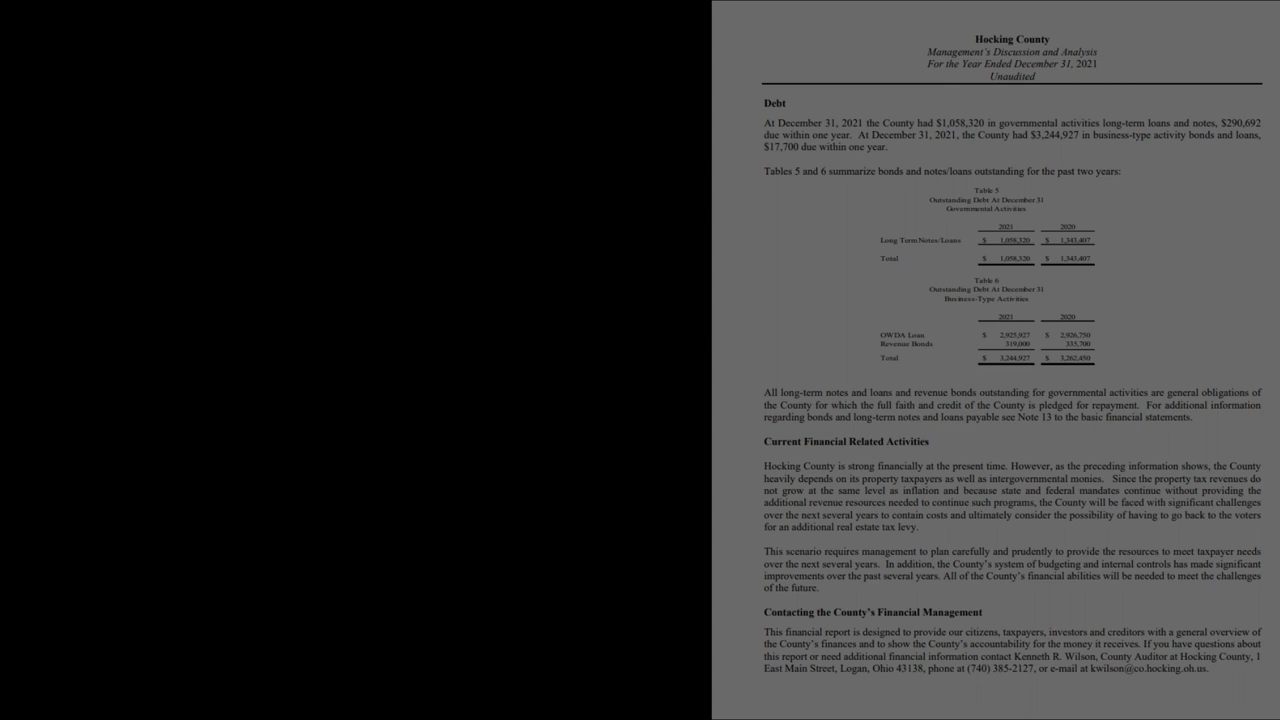 Hocking County
Management's Discussion and Analysis
For the Year Ended December 31, 2021
Unaudited
Debt
At December 31, 2021 the County had $1,058,320 in governmental activities long-term loans and notes, $290,692
due within one year. At December 31, 2021, the County had $3,244,927 in business-type activity bonds and loans,
$17,700 due within one year.
Tables 5 and 6 summarize bonds and notes/loans outstanding for the past two years:
Table 5
Outstanding Debt At December 31
Governmental Activities
2021 2020
Long Term Notes/Loans $ 1,058,320 $ 1,343,407
Total $ 1,058,320 $ 1,343,407
Table 6
Outstanding Debt At December 31
Business-Type Activities
2021 2020
OWDA Loan $ 2,925,927 $ 2,926,750
Revenue Bonds 319,000 335,700
Total $ 3,244,927 $ 3,262,450
All long-term notes and loans and revenue bonds outstanding for governmental activities are general obligations of
the County for which the full faith and credit of the County is pledged for repayment. For additional information
regarding bonds and long-term notes and loans payable see Note 13 to the basic financial statements.
Current Financial Related Activities
Hocking County is strong financially at the present time. However, as the preceding information shows, the County
heavily depends on its property taxpayers as well as intergovernmental monies. Since the property tax revenues do
not grow at the same level as inflation and because state and federal mandates continue without providing the
additional revenue resources needed to continue such programs, the County will be faced with significant challenges
over the next several years to contain costs and ultimately consider the possibility of having to go back to the voters
for an additional real estate tax levy.
This scenario requires management to plan carefully and prudently to provide the resources to meet taxpayer needs
over the next several years. In addition, the County's system of budgeting and internal controls has made significant
improvements over the past several years. All of the County's financial abilities will be needed to meet the challenges
of the future.
Contacting the County's Financial Management
This financial report is designed to provide our citizens, taxpayers, investors and creditors with a general overview of
the County's finances and to show the County's accountability for the money it receives. If you have questions about
this report or need additional financial information contact Kenneth R. Wilson, County Auditor at Hocking County, 1
East Main Street, Logan, Ohio 43138, phone at (740) 385-2127, or e-mail at kwilson@co.hocking.oh.us.